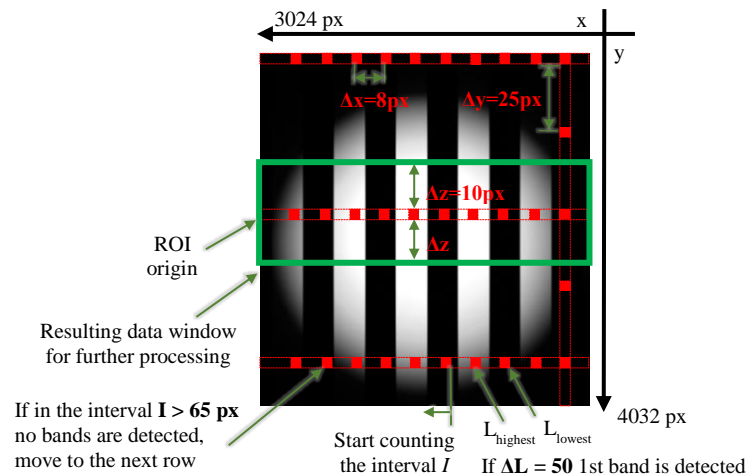 3024 px
x
y
Δx=8px
Δy=25px
Δz=10px
Δz
ROI
origin
Resulting data window
for further processing
If in the interval I > 65 px
no bands are detected,
move to the next row
Start counting
the interval I
Lhighest
Llowest
4032 px
If ΔL = 50 1st band is detected